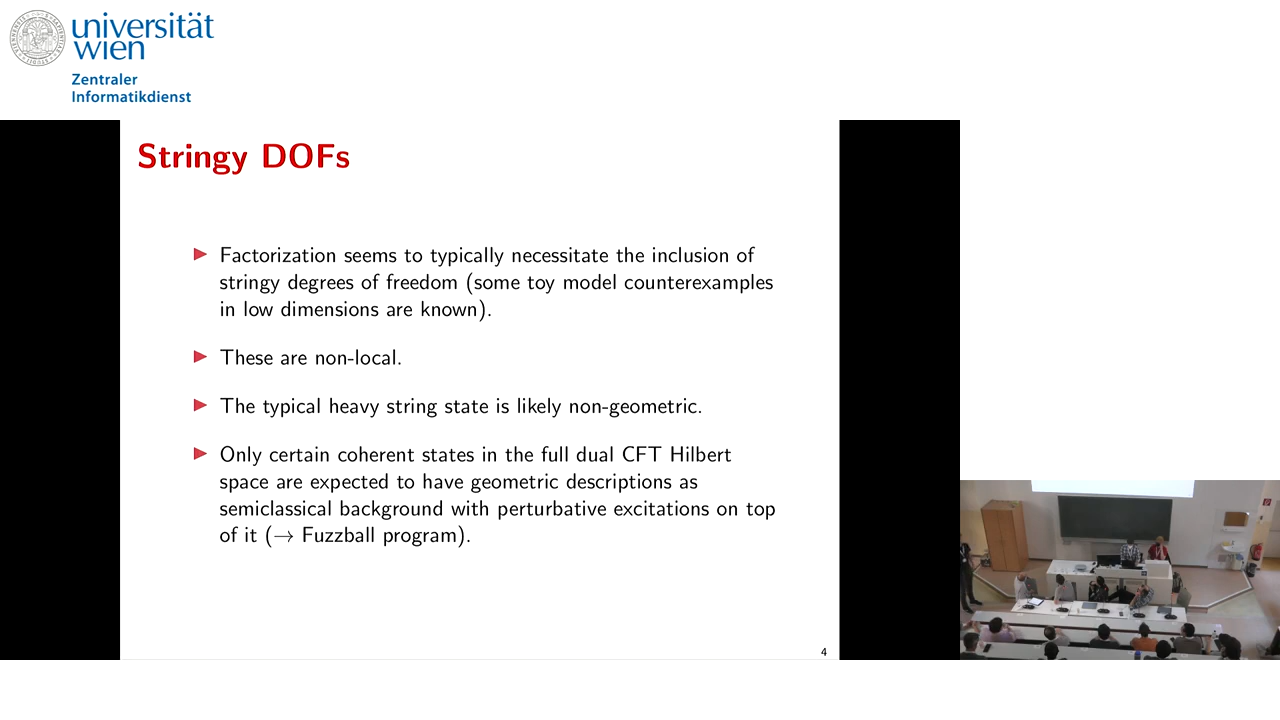 universität
wien
Zentraler
Informatikdienst
Stringy DOFs
▶ Factorization seems to typically necessitate the inclusion of
stringy degrees of freedom (some toy model counterexamples
in low dimensions are known).
▶ These are non-local.
▶ The typical heavy string state is likely non-geometric.
▶ Only certain coherent states in the full dual CFT Hilbert
space are expected to have geometric descriptions as
semiclassical background with perturbative excitations on top
of it (→ Fuzzball program).
4